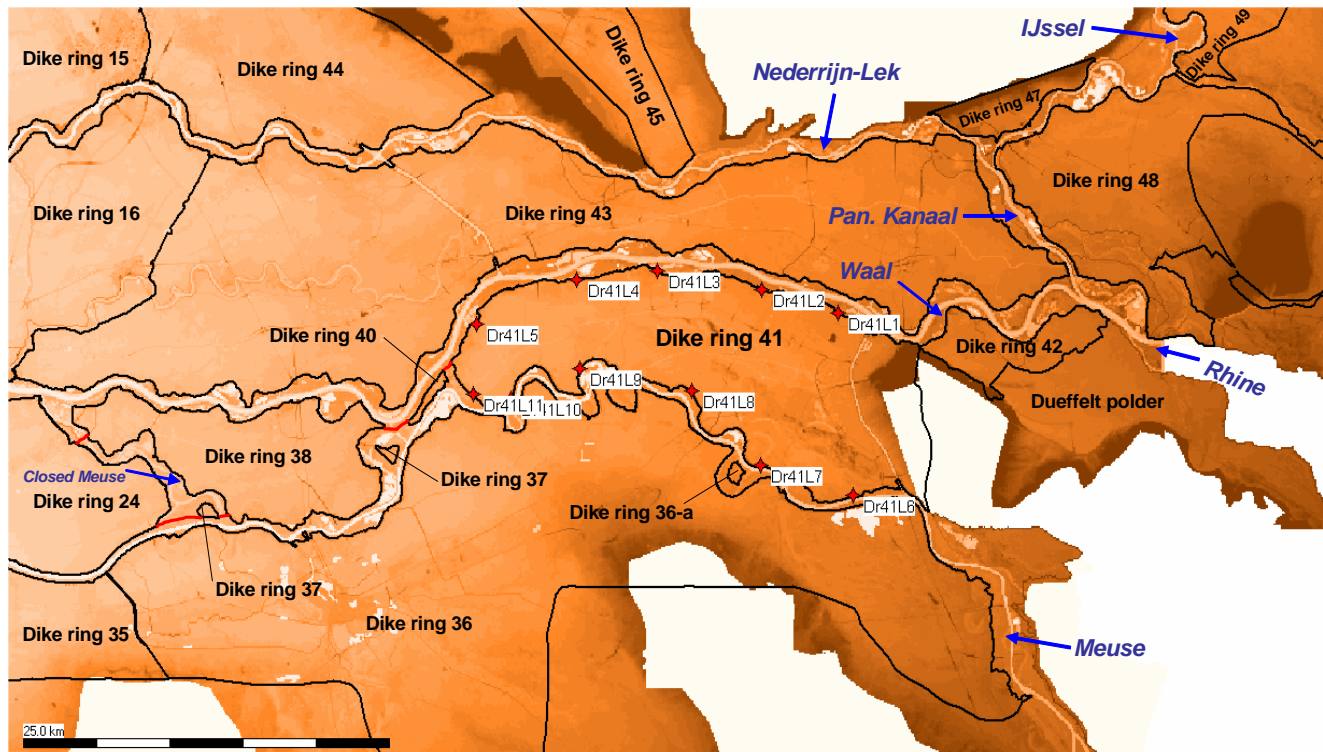 IJssel
Dike ring 49
Dike ring 15
Dike ring 44
Dike ring 45
Nederrijn-Lek
Dike ring 47
Dike ring 48
Dike ring 16
Dike ring 43
Pan. Kanaal
Waal
Dr41L4
Dr41L3
Dr41L2
Dr41L1
Dr41L5
Dike ring 40
Dike ring 41
Dike ring 42
Rhine
Dr41L9
Dr41L8
Dr41L11
41L10
Dueffelt polder
Closed Meuse
Dike ring 38
Dike ring 37
Dr41L7
Dike ring 24
Dike ring 36-a
Dr41L6
Dike ring 37
Dike ring 35
Dike ring 36
Meuse
25.0 km